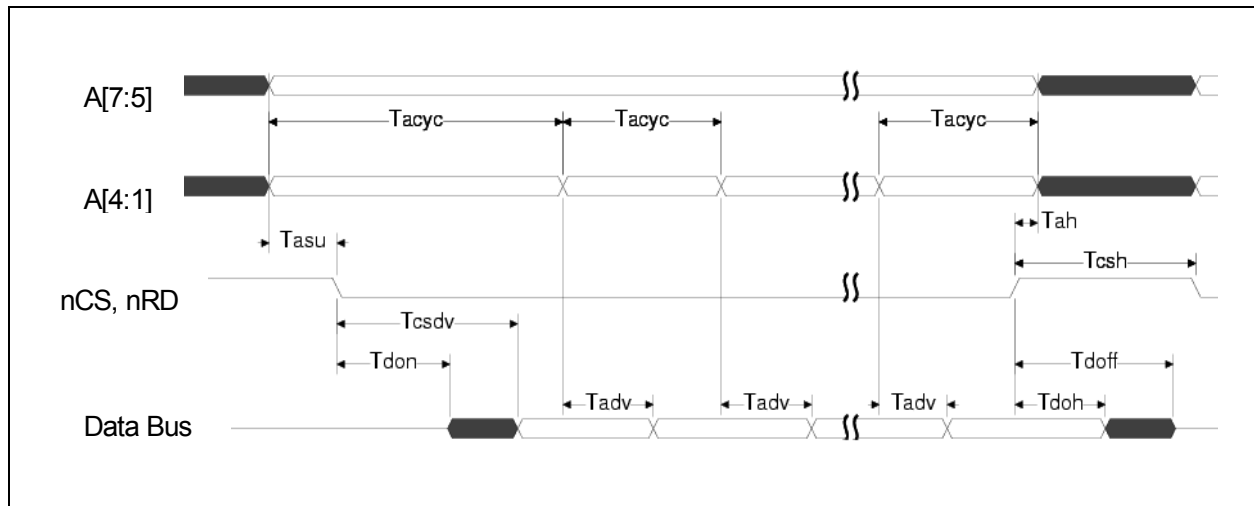 A[7:5]
Tacyc
Tacyc
Tacyc
A[4:1]
Tah
Tasu
Tcsh
nCS, nRD
Tcsdv
Tdon
Tdoff
Tadv
Tadv
Tadv
Tdoh
Data Bus